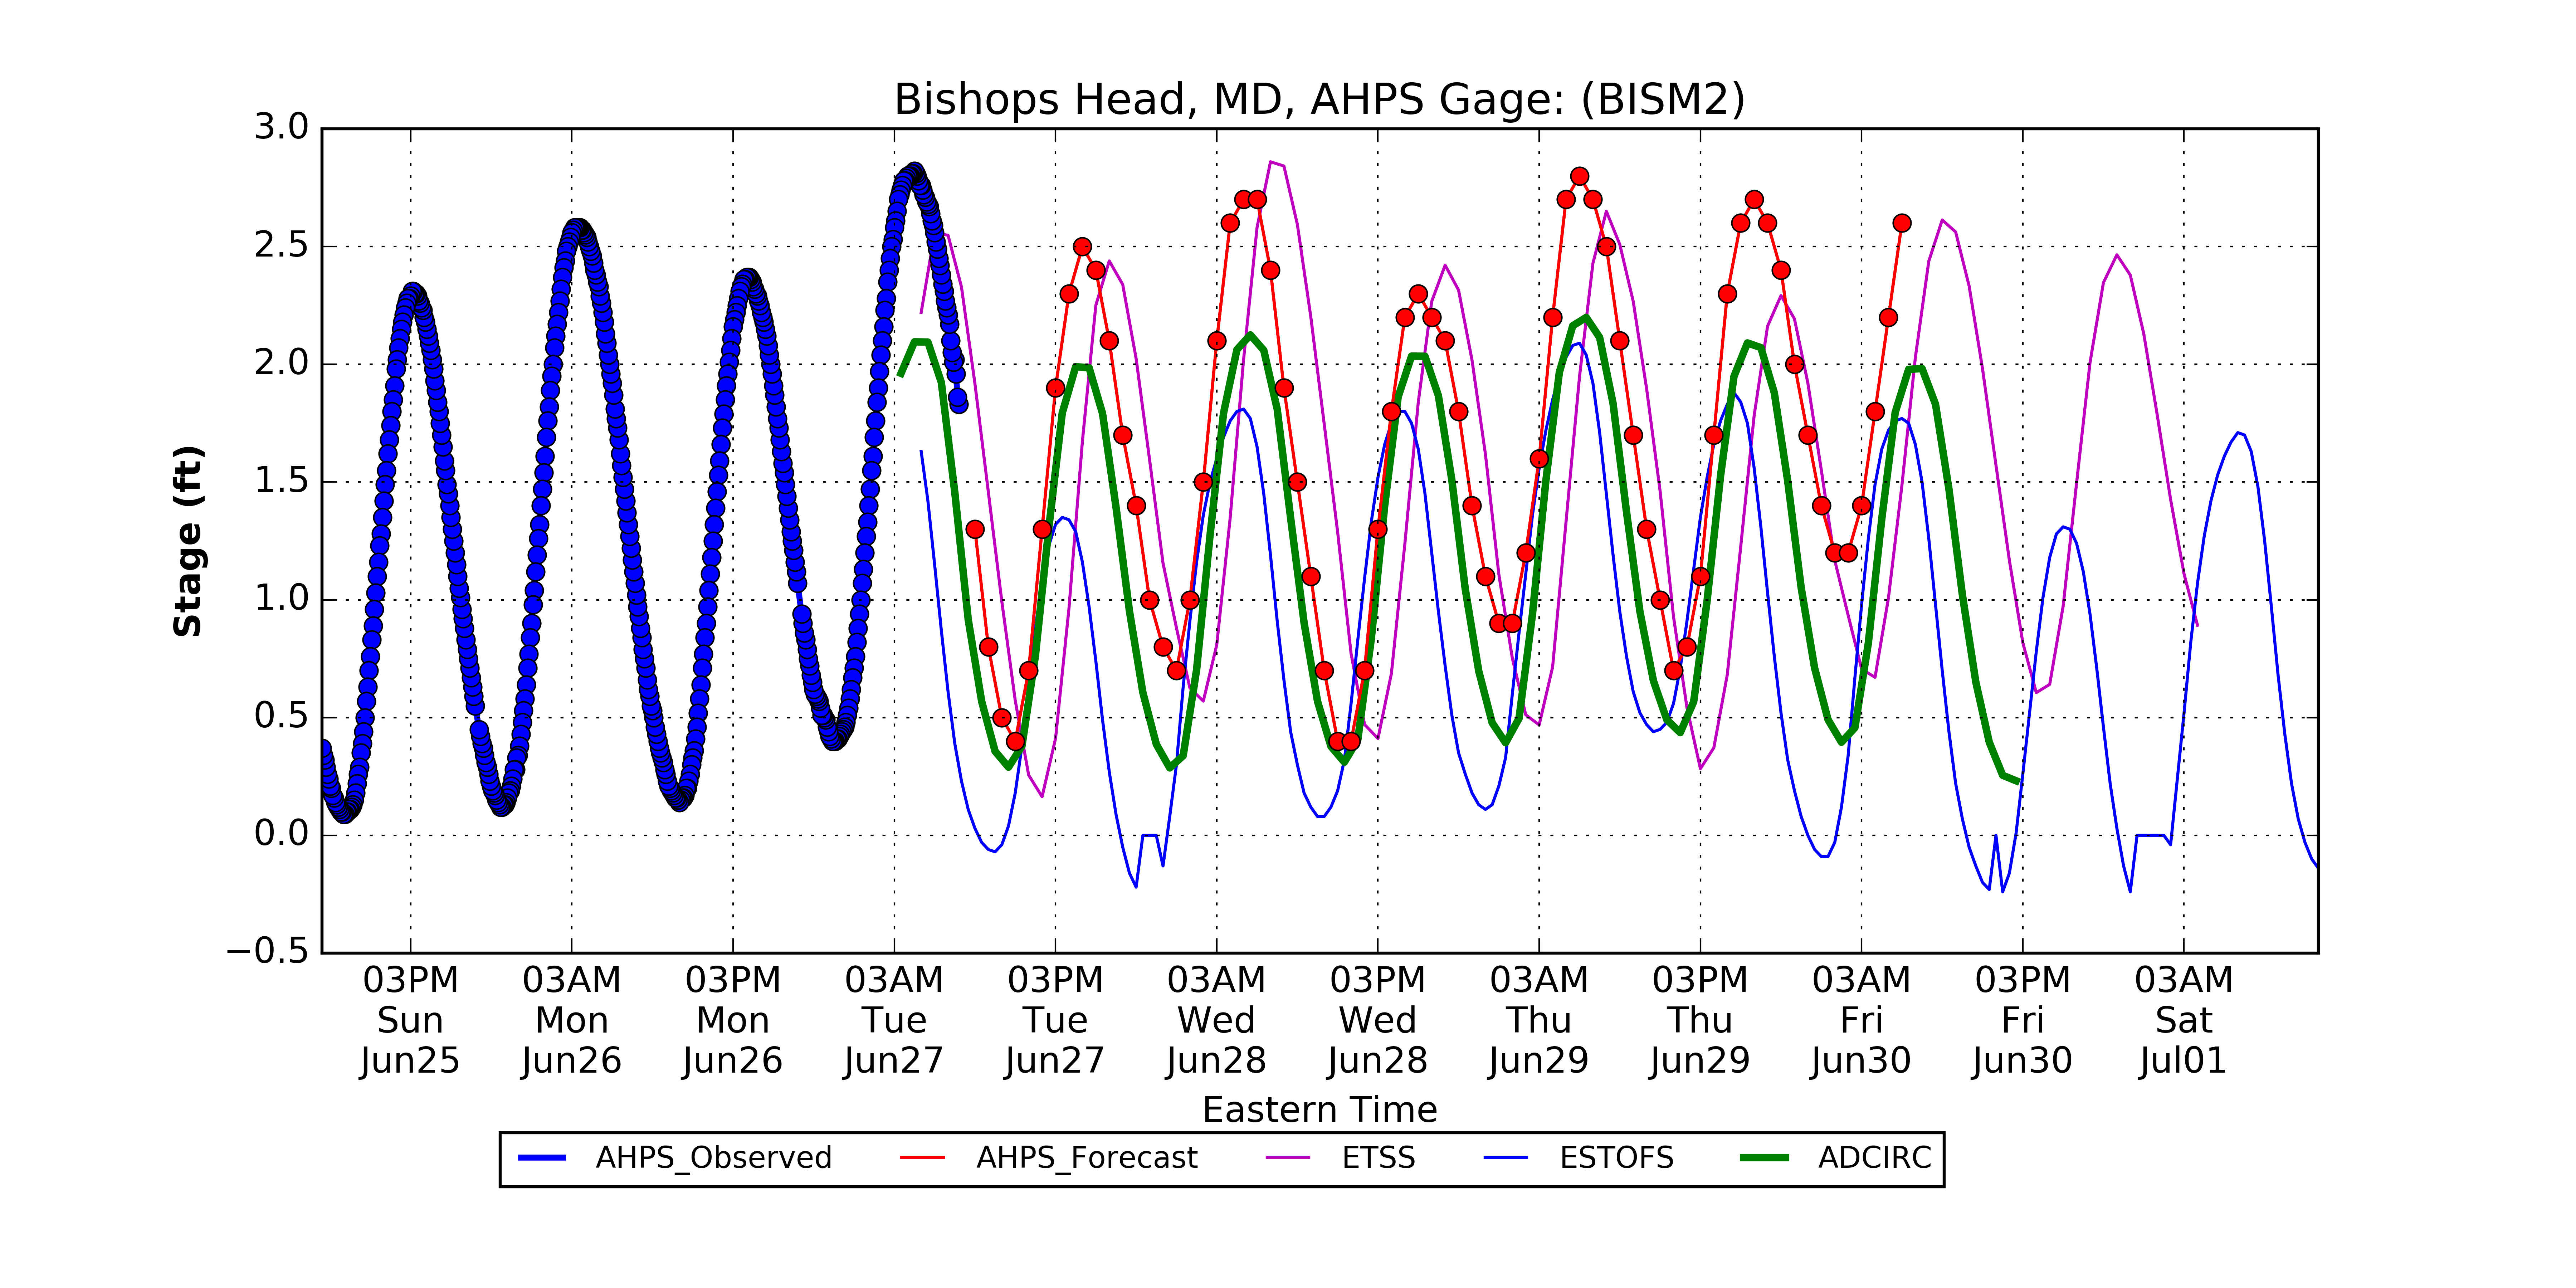 Bishops Head, MD, AHPS Gage: (BISM2)
3.0
2.5
2.0
1.5
1.0
0.5
0.0
−0.5
Stage (ft)
03PM 03AM 03PM 03AM 03PM 03AM 03PM 03AM 03PM 03AM 03PM 03AM
Sun Mon Mon Tue Tue Wed Wed Thu Thu Fri Fri Sat
Jun25 Jun26 Jun26 Jun27 Jun27 Jun28 Jun28 Jun29 Jun29 Jun30 Jun30 Jul01
Eastern Time
AHPS_Observed AHPS_Forecast ETSS ESTOFS ADCIRC